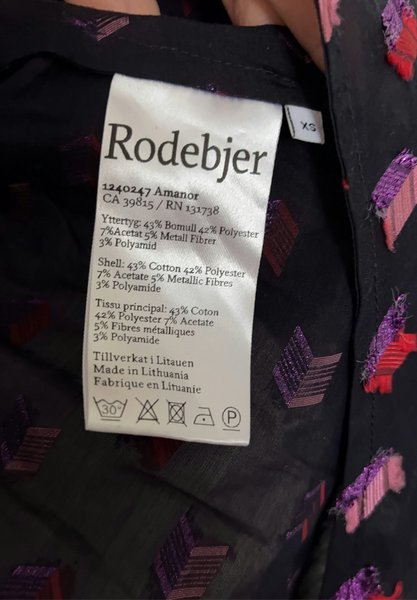 Rodebjer
XS
1240247 Amanor
CA 39815 / RN 131738
Yttertyg: 43% Bomull 42% Polyester
7%Acetat 5% Metall Fibrer
3% Polyamid
Shell: 43% Cotton 42% Polyester
7% Acetate 5% Metallic Fibres
3% Polyamide
Tissu principal: 43% Coton
42% Polyester 7% Acetate
5% Fibres métalliques
3% Polyamide
Tillverkat i Litauen
Made in Lithuania
Fabrique en Lituanie
30°
P